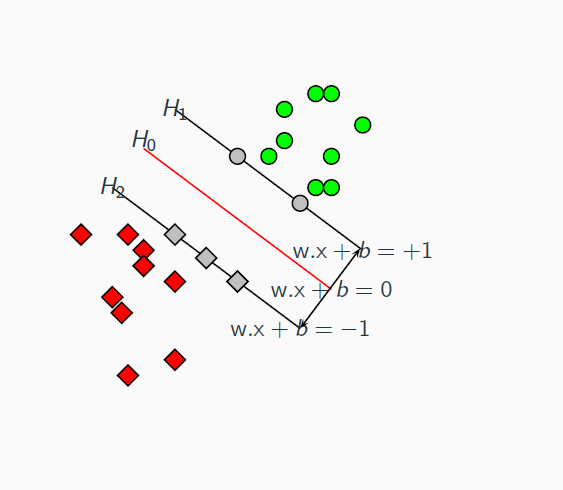 H₁
H₀
H₂
w.x + b = +1
w.x + b = 0
w.x + b = −1